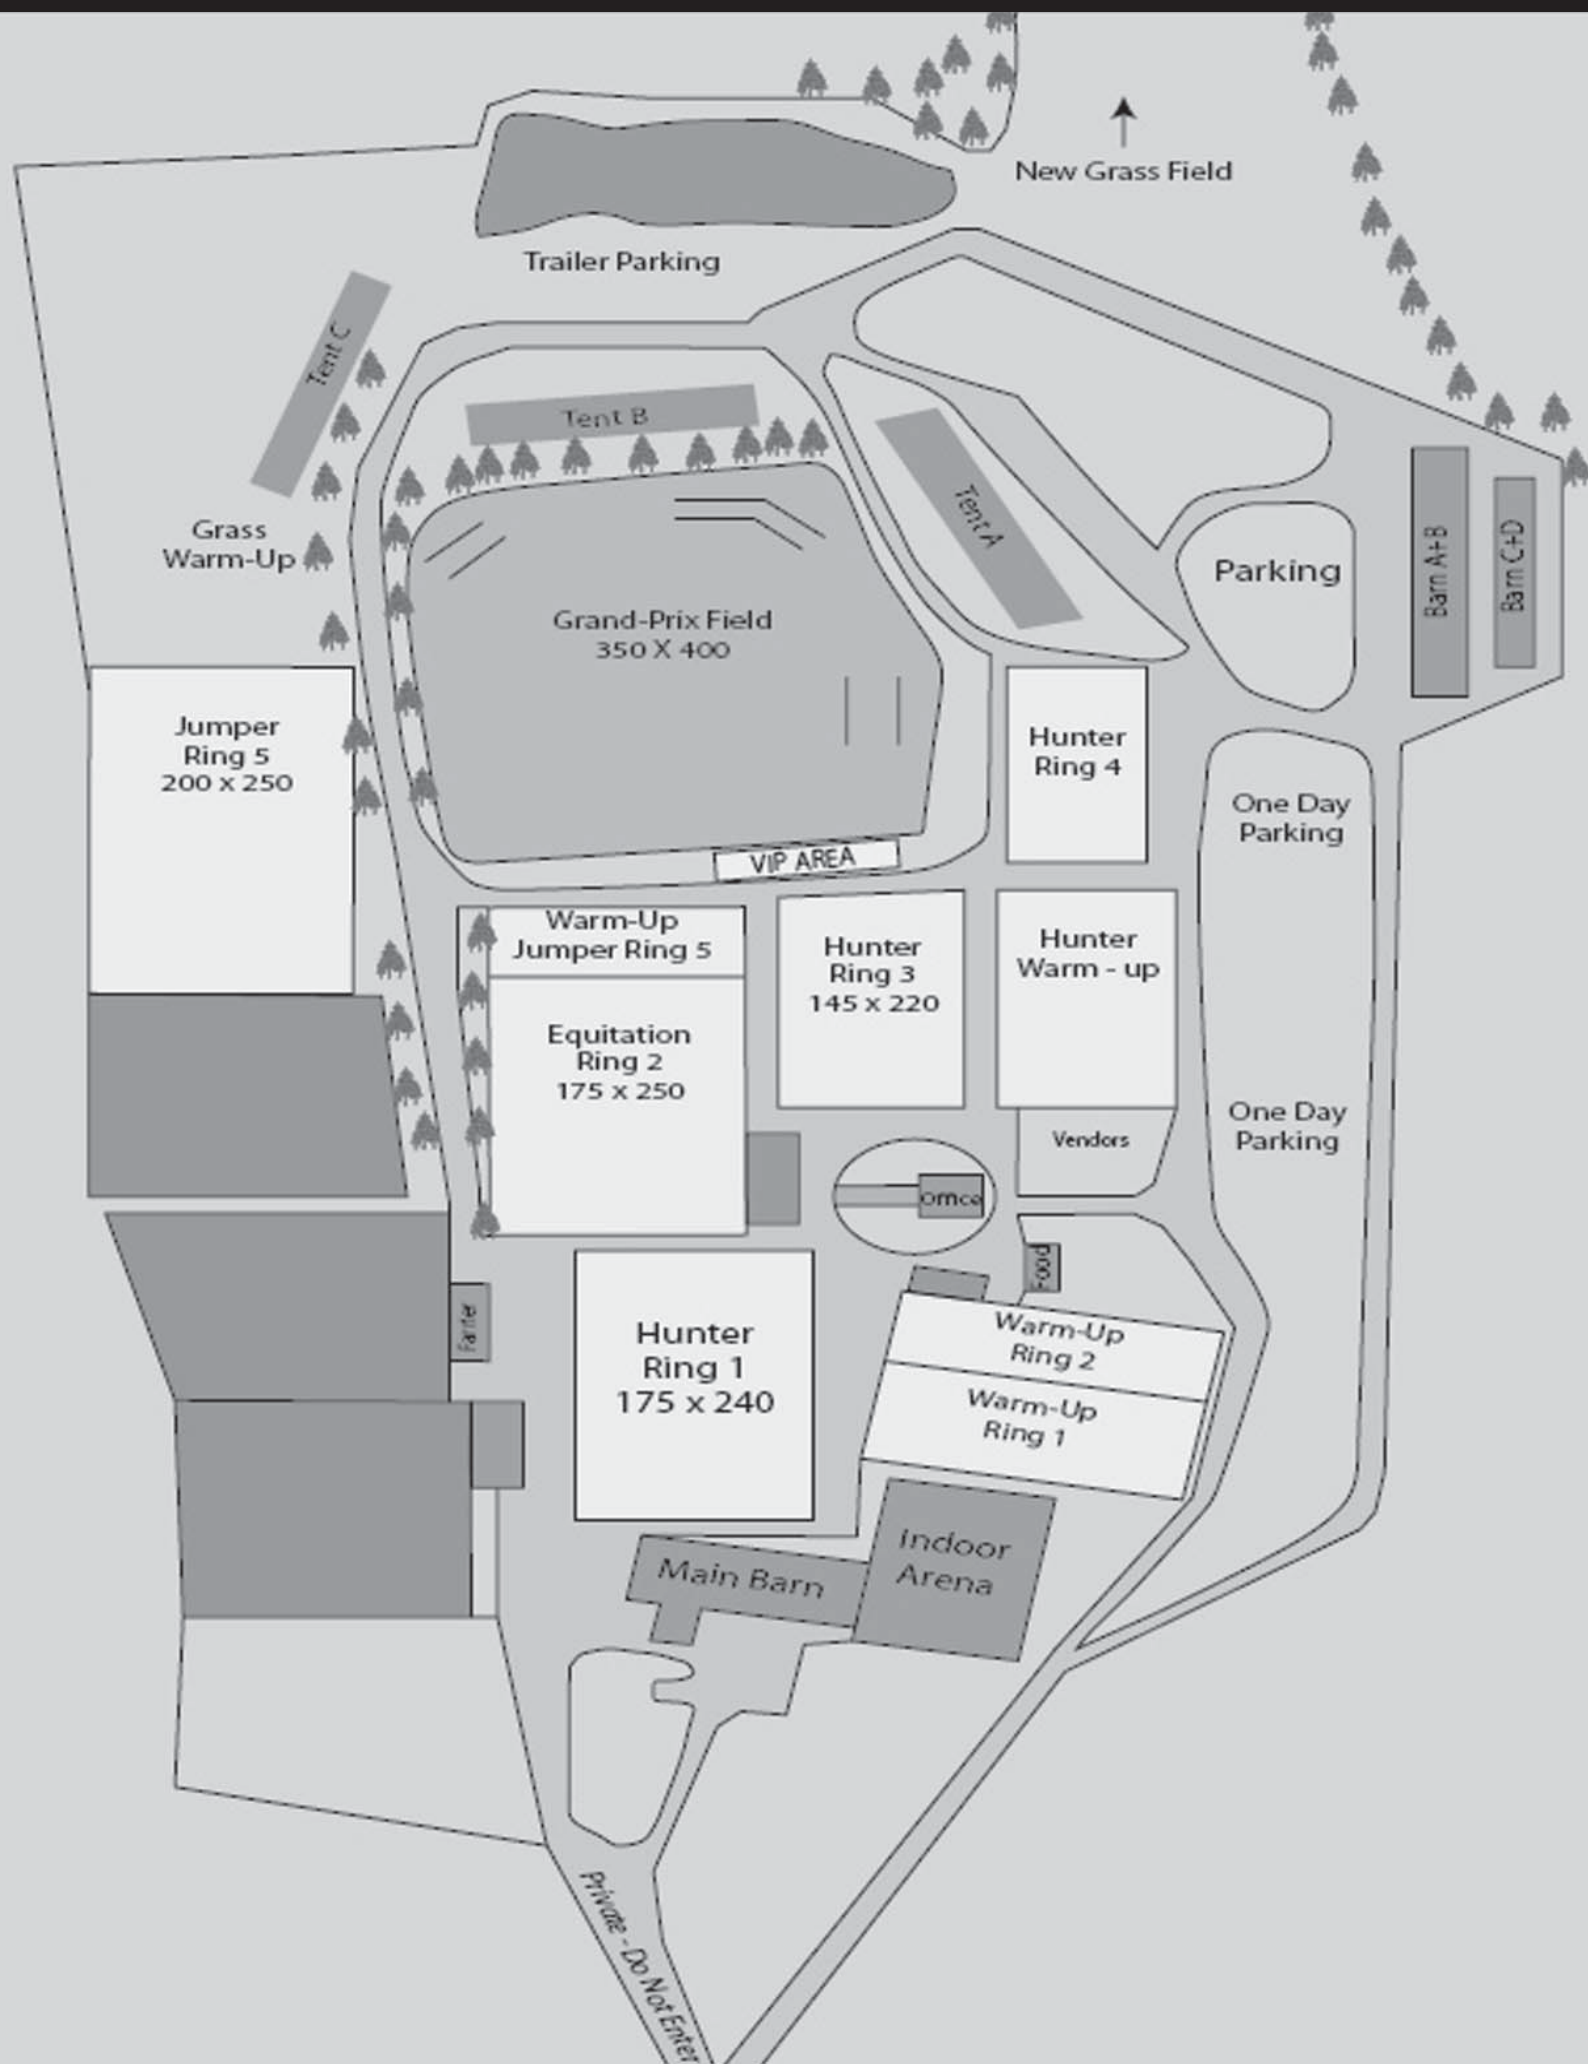 New Grass Field
Trailer Parking
Tent C
Tent B
Tent A
Grass
Warm-Up
Grand-Prix Field
350 X 400
Parking
Barn A+B
Barn C+D
Jumper
Ring 5
200 x 250
Hunter
Ring 4
One Day
Parking
VIP AREA
Warm-Up
Jumper Ring 5
Hunter
Ring 3
145 x 220
Hunter
Warm - up
Equitation
Ring 2
175 x 250
One Day
Parking
Vendors
Office
Food
Farrier
Hunter
Ring 1
175 x 240
Warm-Up
Ring 2
Warm-Up
Ring 1
Indoor
Arena
Main Barn
Private - Do Not Enter